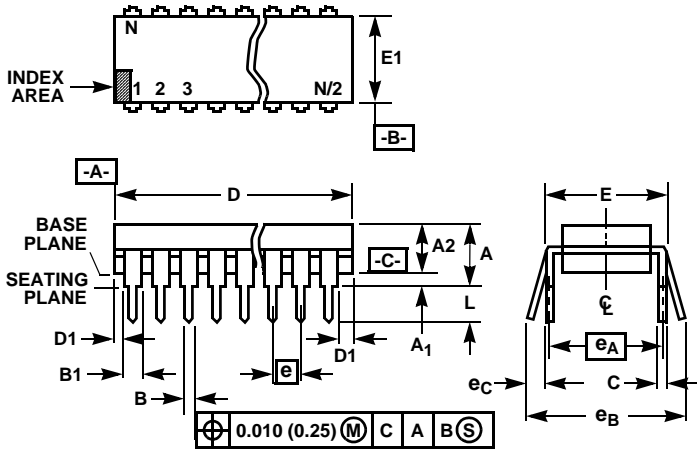 N
INDEX
AREA
1 2 3 N/2
E1
-B-
-A-
D
E
BASE
PLANE
SEATING
PLANE
-C-
A2
A
L
A1
D1
D1
B1
B
e
CL
eA
eC
C
eB
0.010 (0.25) Ⓜ C A B Ⓢ